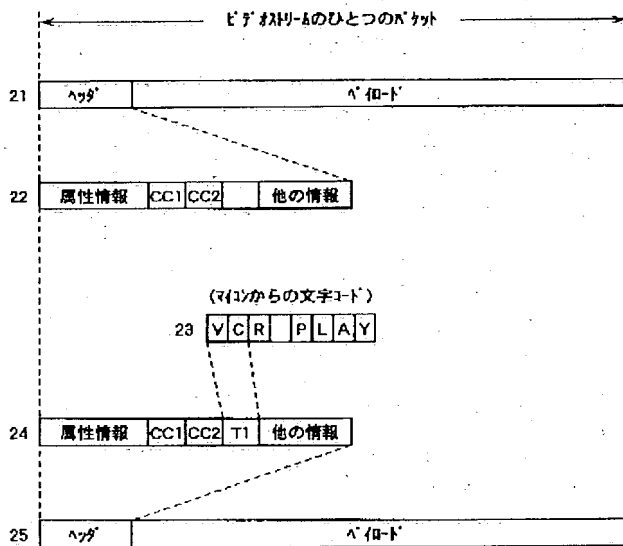 ビデオストリームのひとつのパケット
21 ヘッダ ペイロード
22 属性情報 CC1 CC2 他の情報
(マイコンからの文字コード)
23 V C R P L A Y
24 属性情報 CC1 CC2 T1 他の情報
25 ヘッダ ペイロード